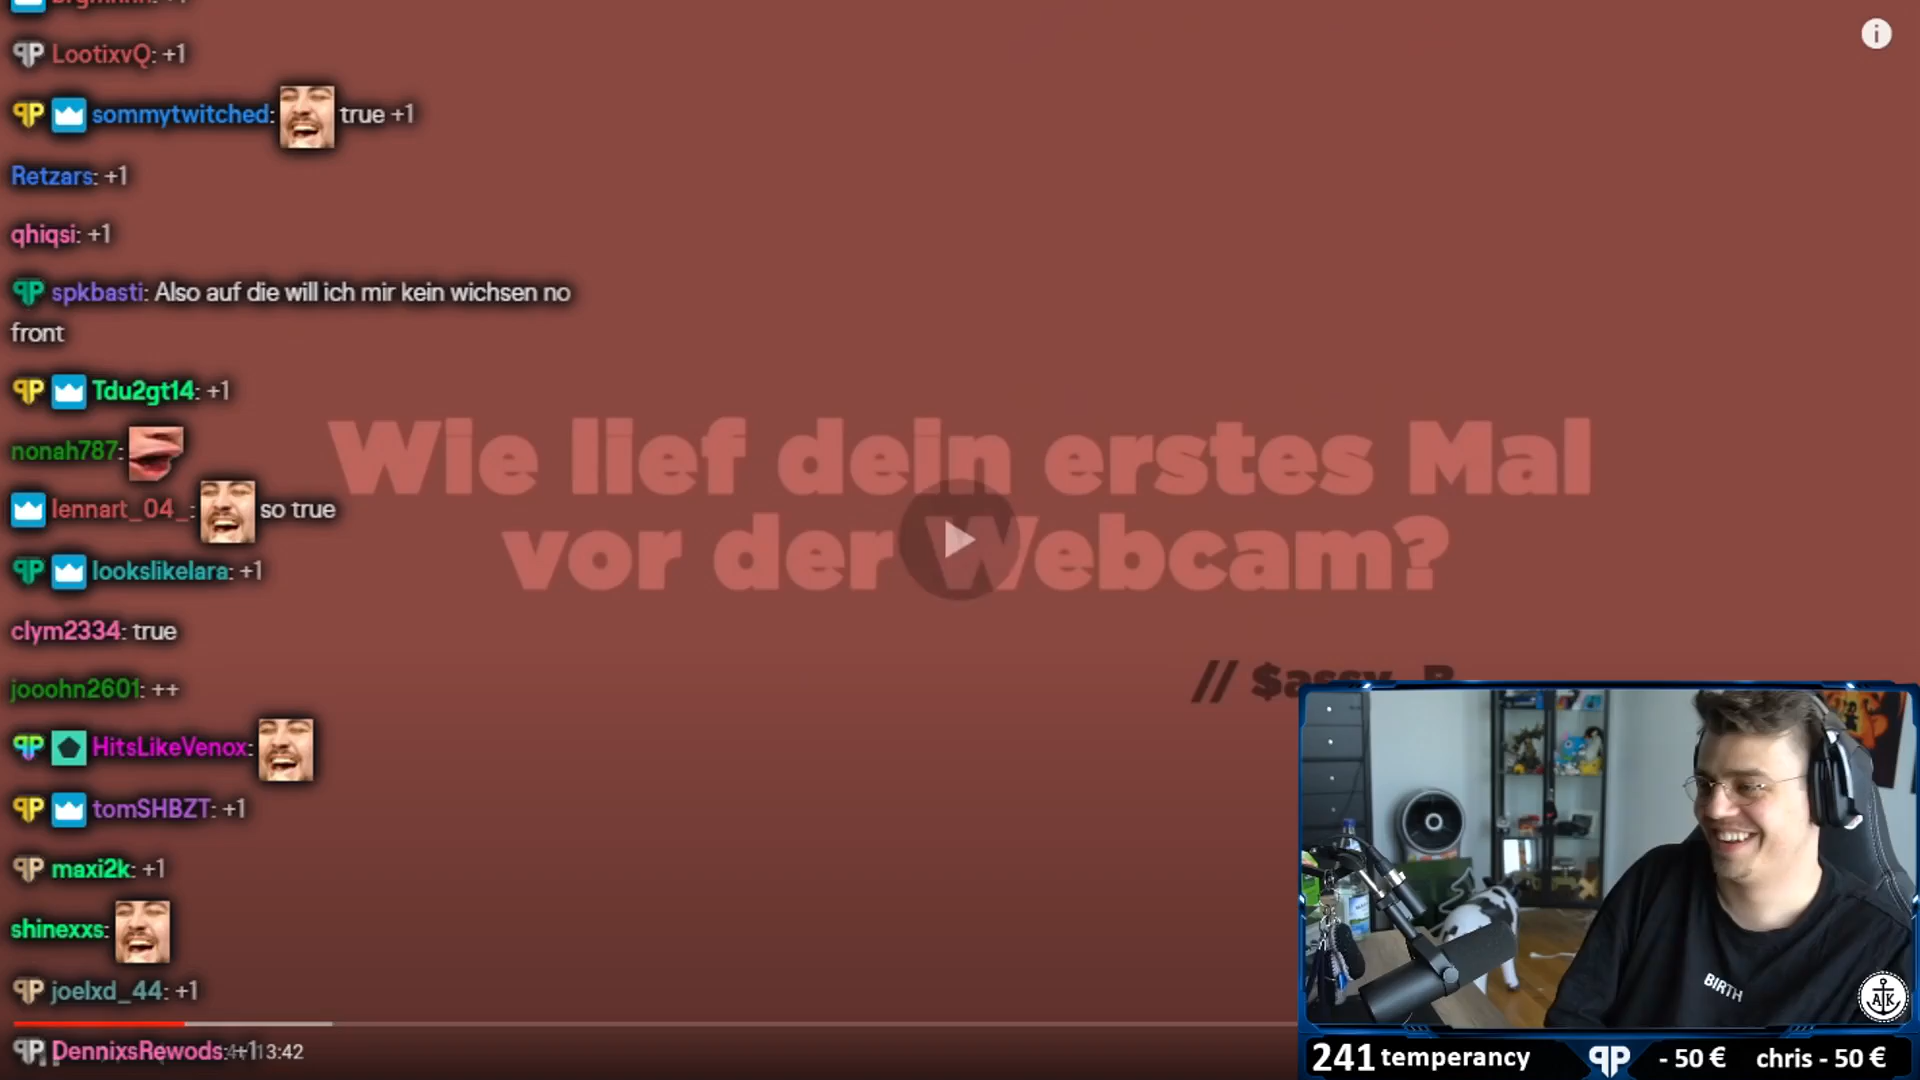 LootixvQ: +1
sommytwitched: true +1
Retzars: +1
qhiqsi: +1
spkbasti: Also auf die will ich mir kein wichsen no
front
Tdu2gt14: +1
nonah787:
lennart_04_: so true
lookslikelara: +1
clym2334: true
jooohn2601: ++
HitsLikeVenox:
tomSHBZT: +1
maxi2k: +1
shinexxs:
joelxd_44: +1
DennixsRewods: +1
13:42
Wie lief dein erstes Mal
vor der Webcam?
// $assy_B
BIRTH
AK
241 temperancy
PP - 50 € chris - 50 €